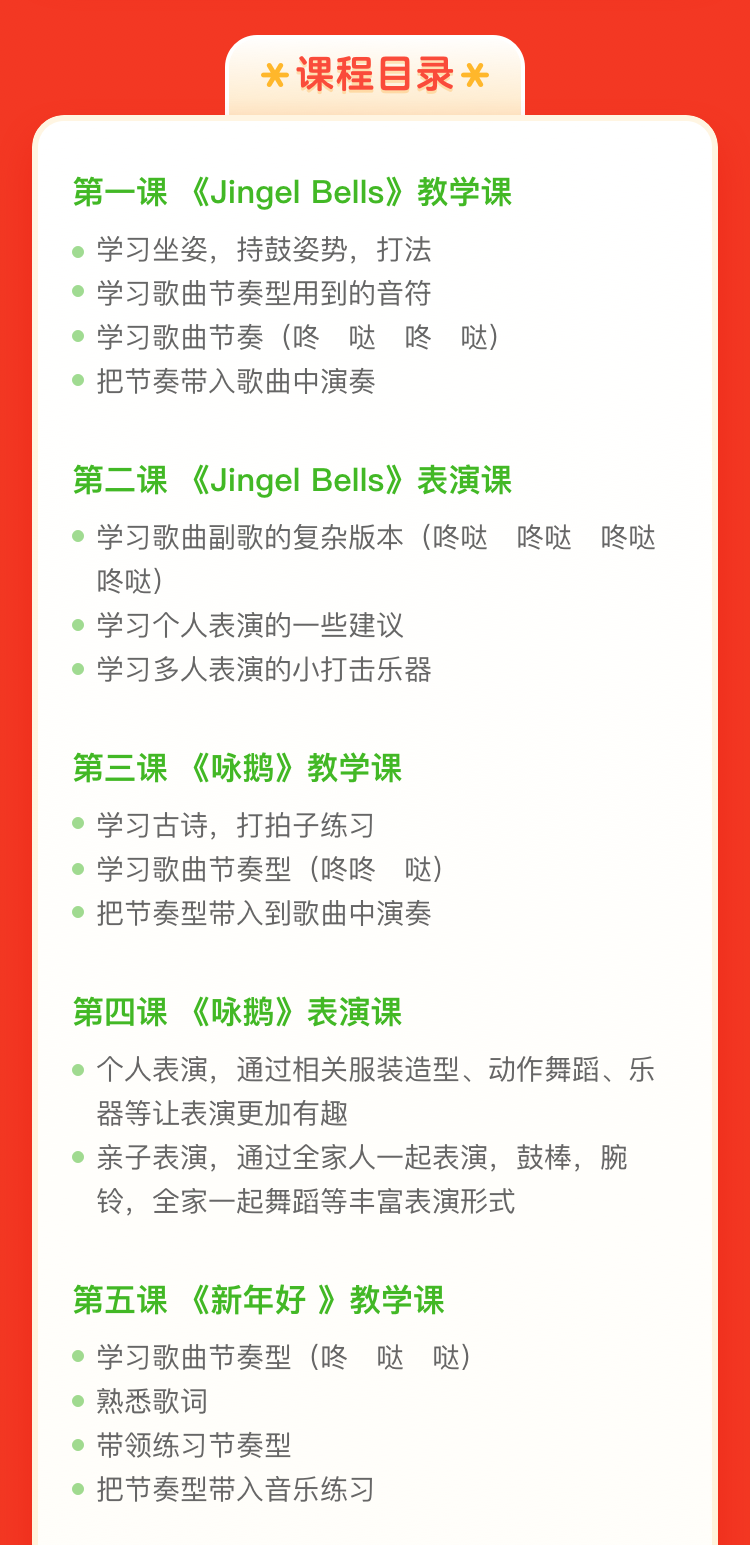 课程目录
第一课 《Jingel Bells》教学课
学习坐姿，持鼓姿势，打法
学习歌曲节奏型用到的音符
学习歌曲节奏（咚　哒　咚　哒）
把节奏带入歌曲中演奏
第二课 《Jingel Bells》表演课
学习歌曲副歌的复杂版本（咚哒　咚哒　咚哒
咚哒）
学习个人表演的一些建议
学习多人表演的小打击乐器
第三课 《咏鹅》教学课
学习古诗，打拍子练习
学习歌曲节奏型（咚咚　哒）
把节奏型带入到歌曲中演奏
第四课 《咏鹅》表演课
个人表演，通过相关服装造型、动作舞蹈、乐
器等让表演更加有趣
亲子表演，通过全家人一起表演，鼓棒，腕
铃，全家一起舞蹈等丰富表演形式
第五课 《新年好 》教学课
学习歌曲节奏型（咚　哒　哒）
熟悉歌词
带领练习节奏型
把节奏型带入音乐练习